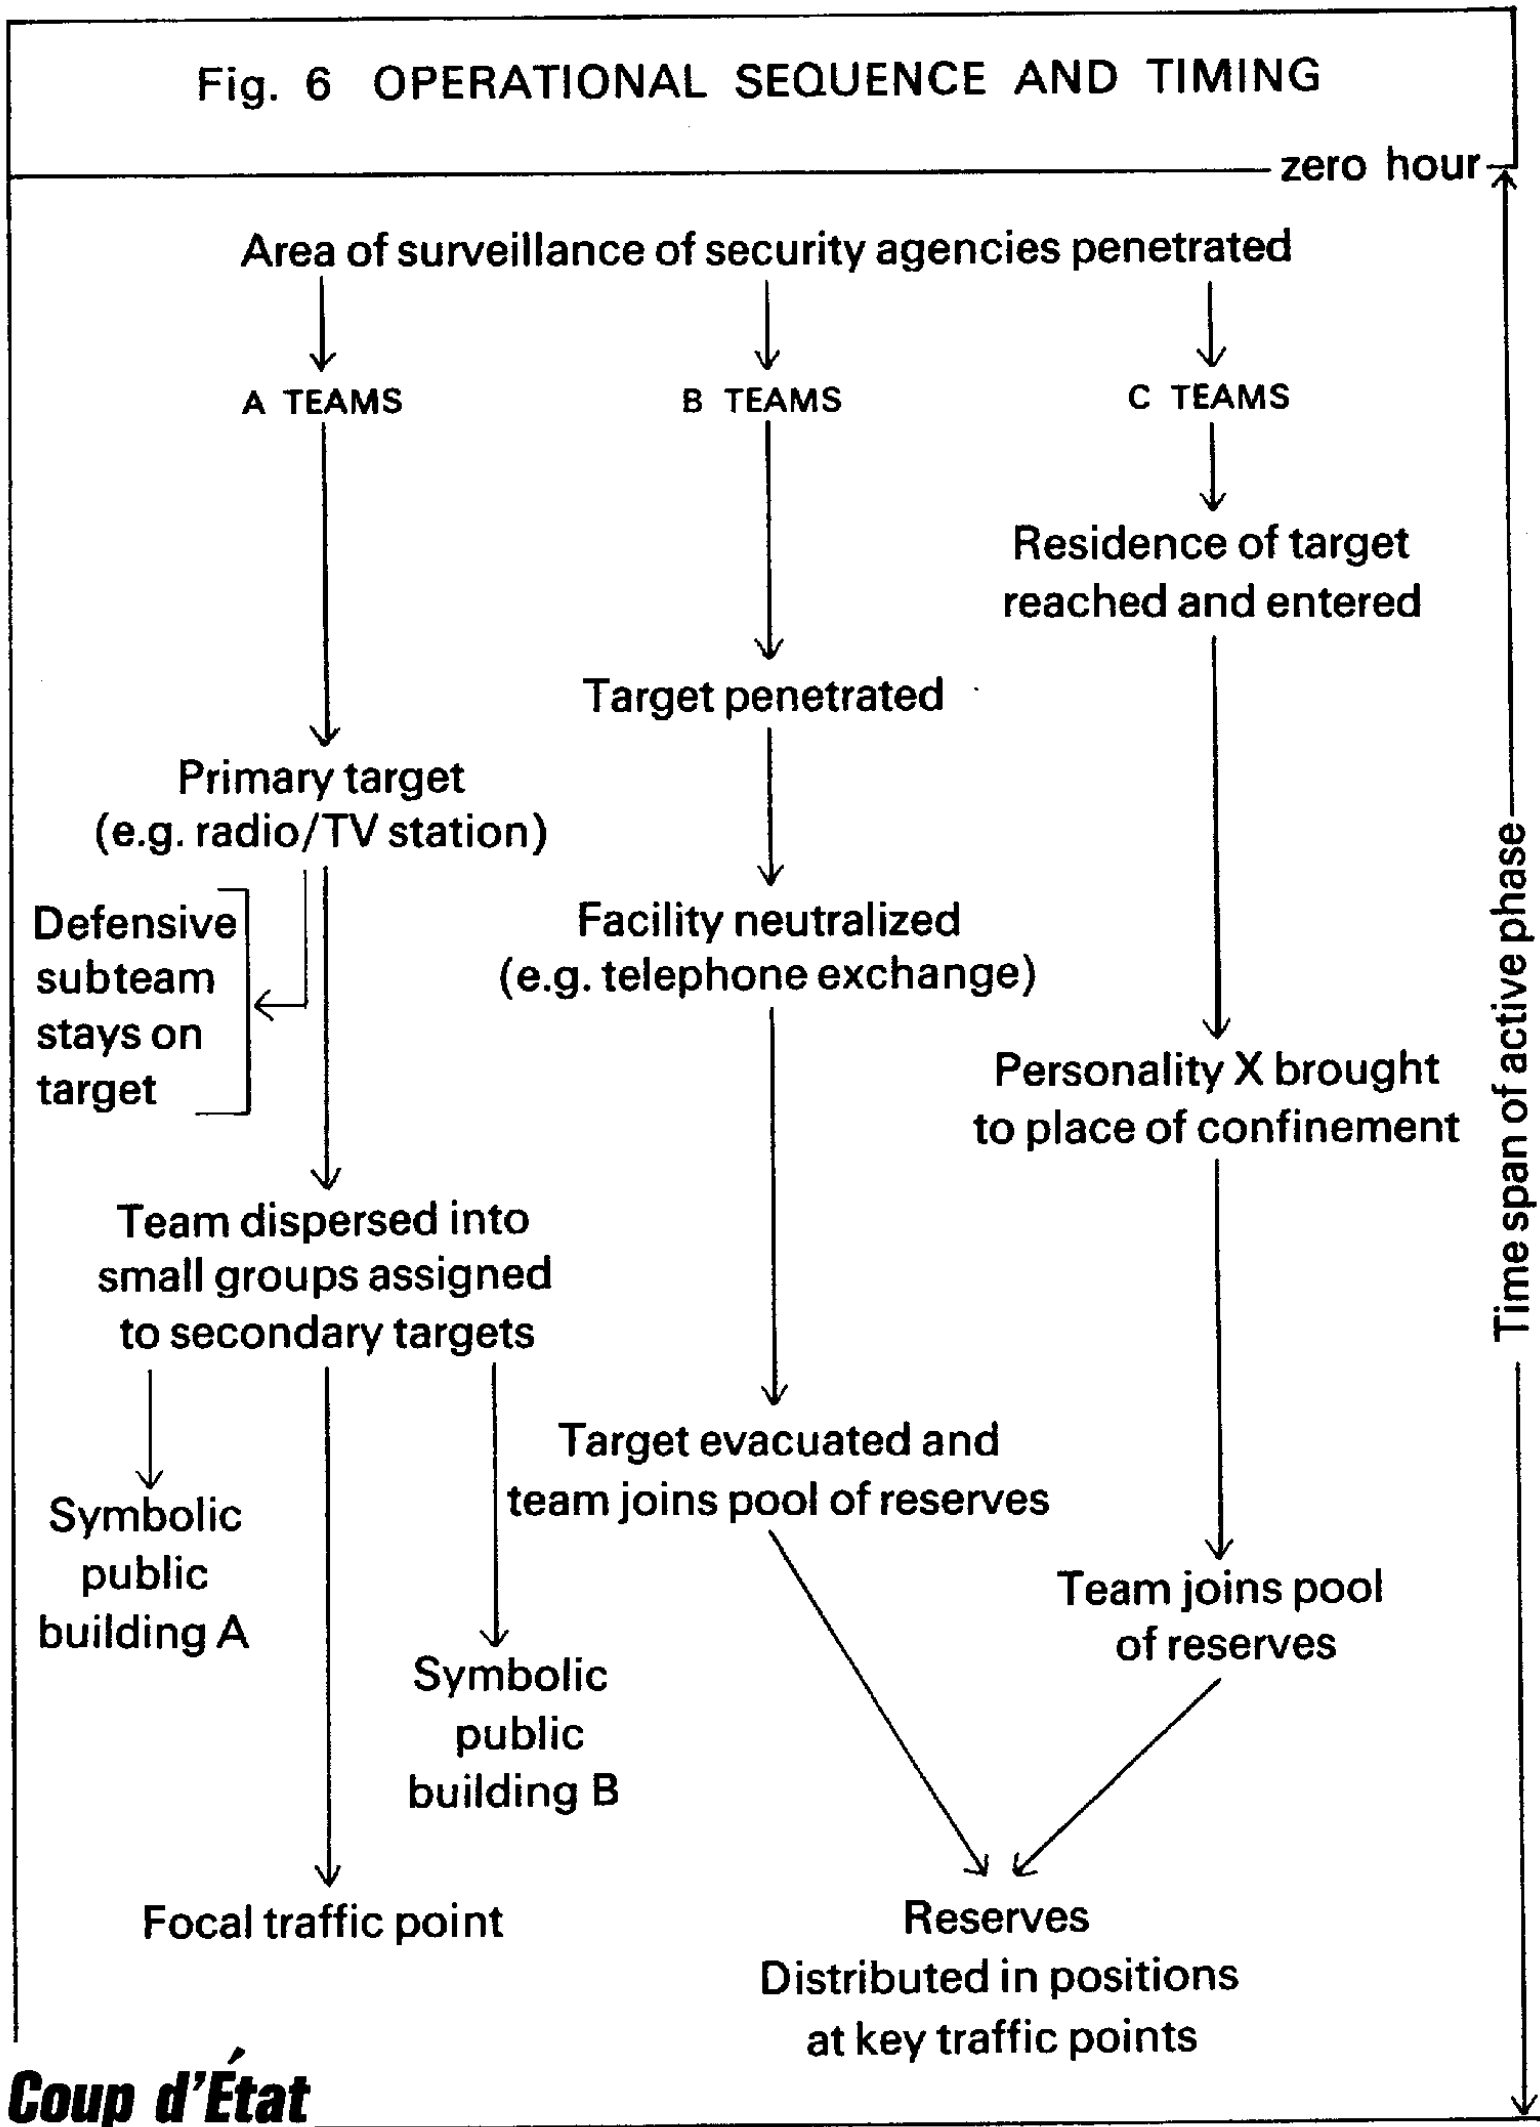 Fig. 6 OPERATIONAL SEQUENCE AND TIMING
zero hour
Area of surveillance of security agencies penetrated
A TEAMS
B TEAMS
C TEAMS
Residence of target
reached and entered
Target penetrated
Primary target
(e.g. radio/TV station)
Defensive
subteam
stays on
target
Facility neutralized
(e.g. telephone exchange)
Personality X brought
to place of confinement
Time span of active phase
Team dispersed into
small groups assigned
to secondary targets
Target evacuated and
team joins pool of reserves
Symbolic
public
building A
Team joins pool
of reserves
Symbolic
public
building B
Focal traffic point
Reserves
Distributed in positions
at key traffic points
Coup d'État